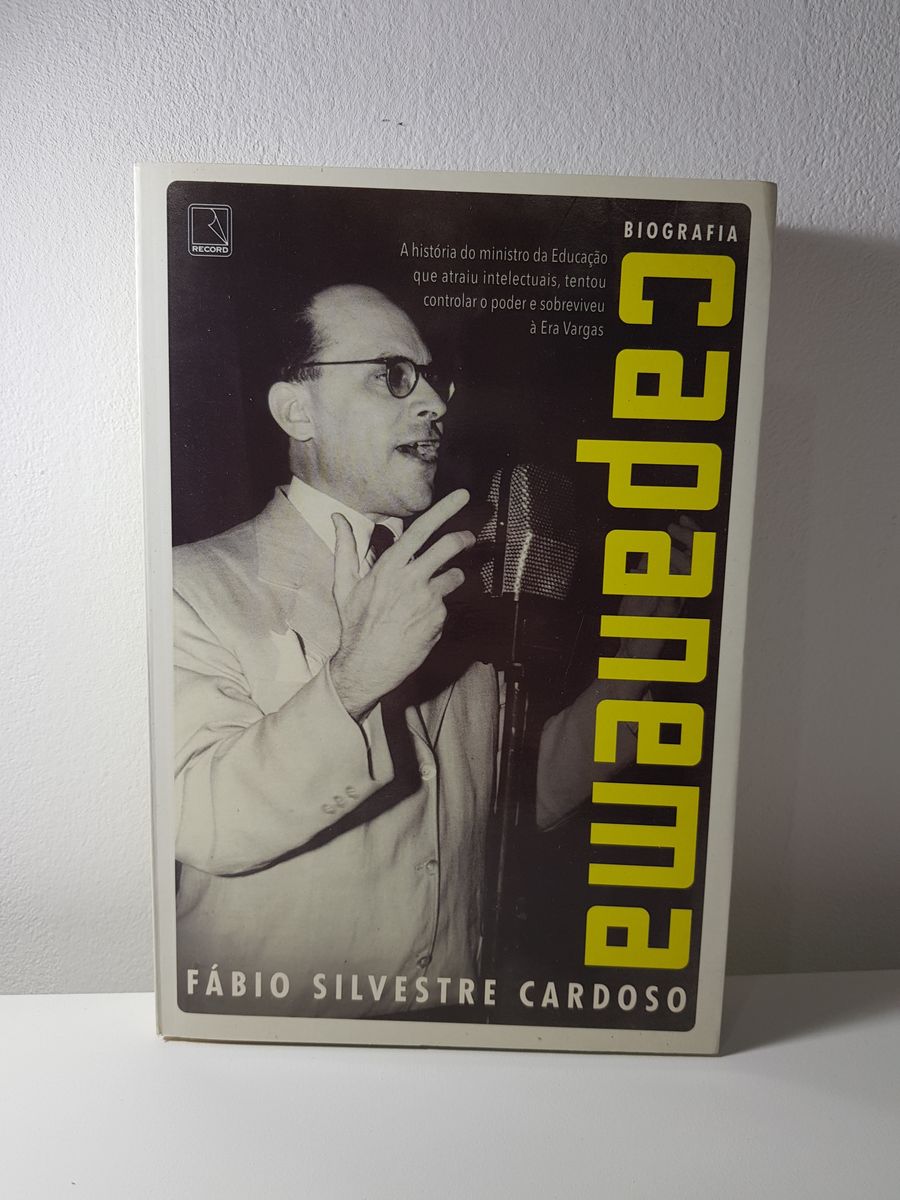 RECORD
BIOGRAFIA
A história do ministro da Educação
que atraiu intelectuais, tentou
controlar o poder e sobreviveu
à Era Vargas
capanema
FÁBIO SILVESTRE CARDOSO